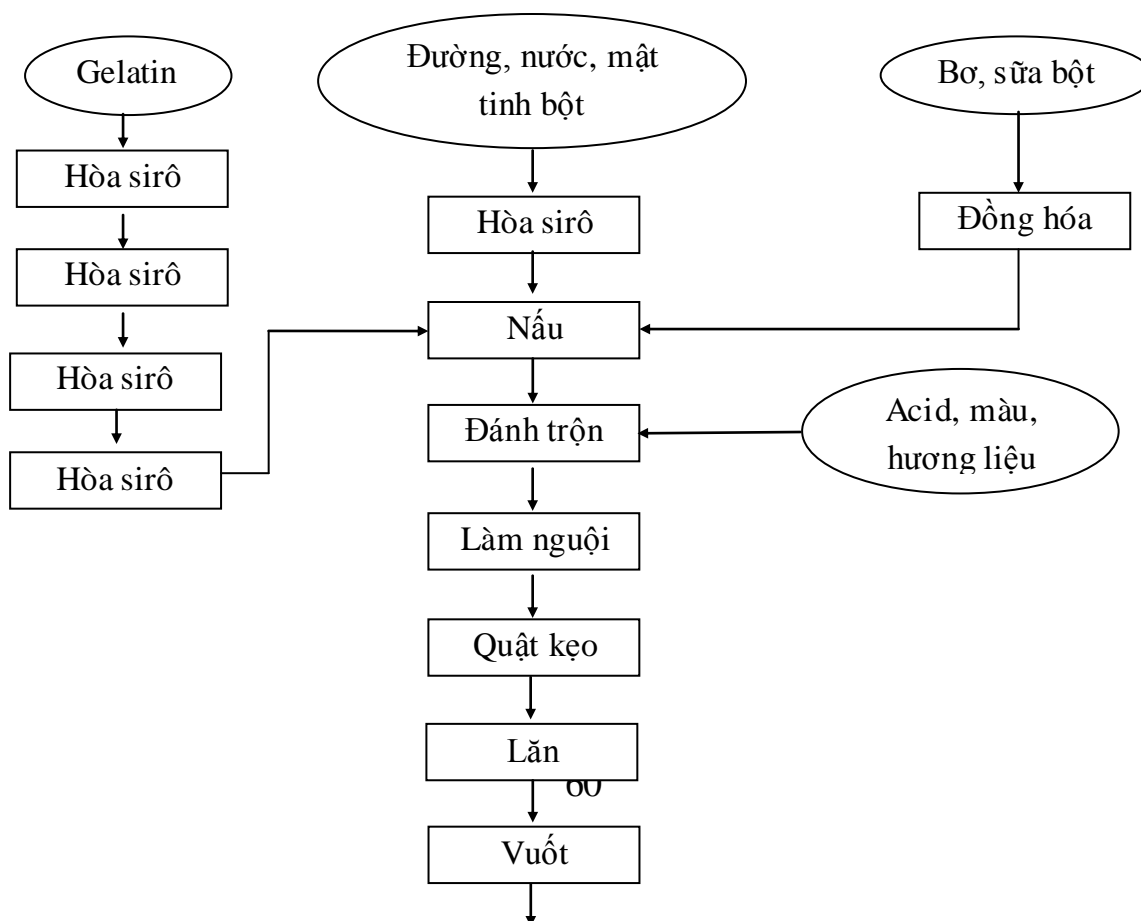 Gelatin
Hòa sirô
Hòa sirô
Hòa sirô
Hòa sirô
Đường, nước, mật
tinh bột
Hòa sirô
Nấu
Đánh trộn
Làm nguội
Quật kẹo
Lăn
60
Vuốt
Bơ, sữa bột
Đồng hóa
Acid, màu,
hương liệu